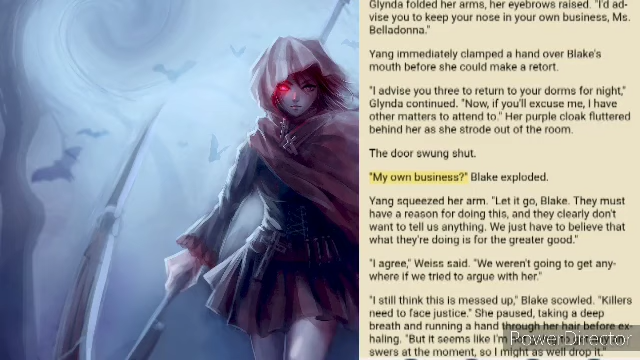 Glynda folded her arms, her eyebrows raised. "I'd ad-
vise you to keep your nose in your own business, Ms.
Belladonna."
Yang immediately clamped a hand over Blake's
mouth before she could make a retort.
"I advise you three to return to your dorms for night,"
Glynda continued. "Now, if you'll excuse me, I have
other matters to attend to." Her purple cloak fluttered
behind her as she strode out of the room.
The door swung shut.
"My own business?" Blake exploded.
Yang squeezed her arm. "Let it go, Blake. They must
have a reason for doing this, and they clearly don't
want to tell us anything. We just have to believe that
what they're doing is for the greater good."
"I agree," Weiss said. "We weren't going to get any-
where if we tried to argue with her."
"I still think this is messed up," Blake scowled. "Killers
need to face justice." She paused, taking a deep
breath and running a hand through her hair before ex-
haling. "But it seems like I'm
swers at the moment, so I might as well drop it.
PowerDirector